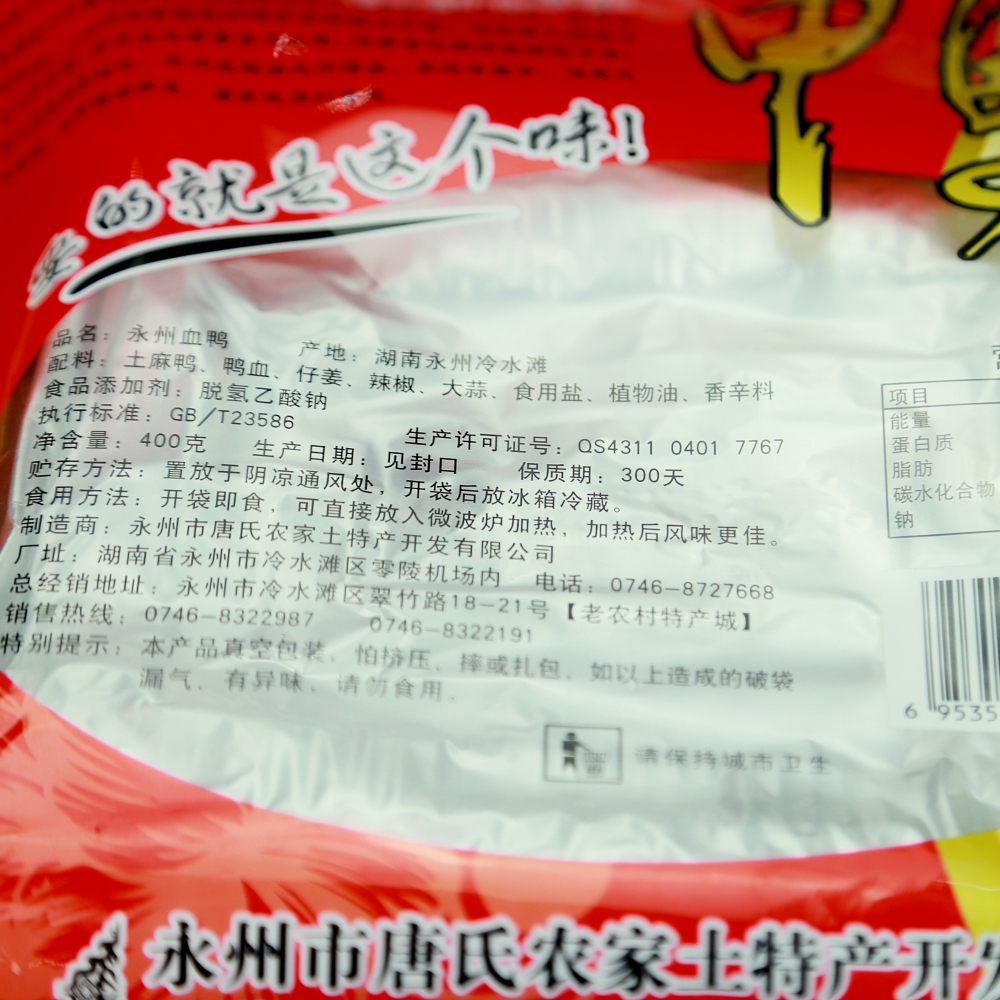 中
的就是这个味!
品名：永州血鸭 产地：湖南永州冷水滩
配料：土麻鸭、鸭血、仔姜、辣椒、大蒜、食用盐、植物油、香辛料
食品添加剂：脱氢乙酸钠
执行标准：GB/T23586 生产许可证号：QS4311 0401 7767
净含量：400克 生产日期：见封口 保质期：300天
贮存方法：置放于阴凉通风处，开袋后放冰箱冷藏。
食用方法：开袋即食，可直接放入微波炉加热，加热后风味更佳。
制造商：永州市唐氏农家土特产开发有限公司
厂址：湖南省永州市冷水滩区零陵机场内 电话：0746-8727668
总经销地址：永州市冷水滩区翠竹路18-21号【老农村特产城】
销售热线：0746-8322987 0746-8322191
特别提示：本产品真空包装，怕挤压、摔或扎包，如以上造成的破袋
漏气、有异味，请勿食用。
请保持城市卫生
项目
能量
蛋白质
脂肪
碳水化合物
钠
6 9535
永州市唐氏农家土特产开发